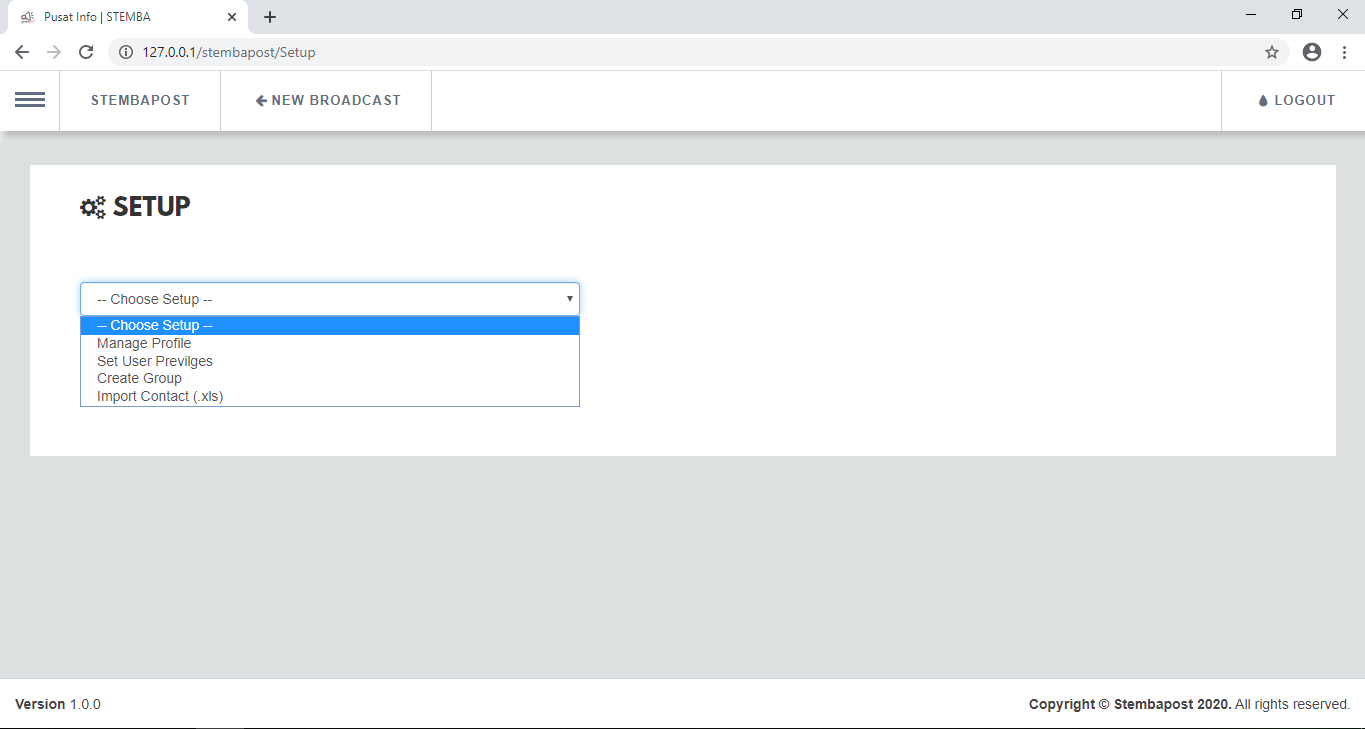 Pusat Info | STEMBA
127.0.0.1/stembapost/Setup
STEMBAPOST
NEW BROADCAST
LOGOUT
SETUP
-- Choose Setup --
-- Choose Setup --
Manage Profile
Set User Previlges
Create Group
Import Contact (.xls)
Version 1.0.0
Copyright © Stembapost 2020. All rights reserved.